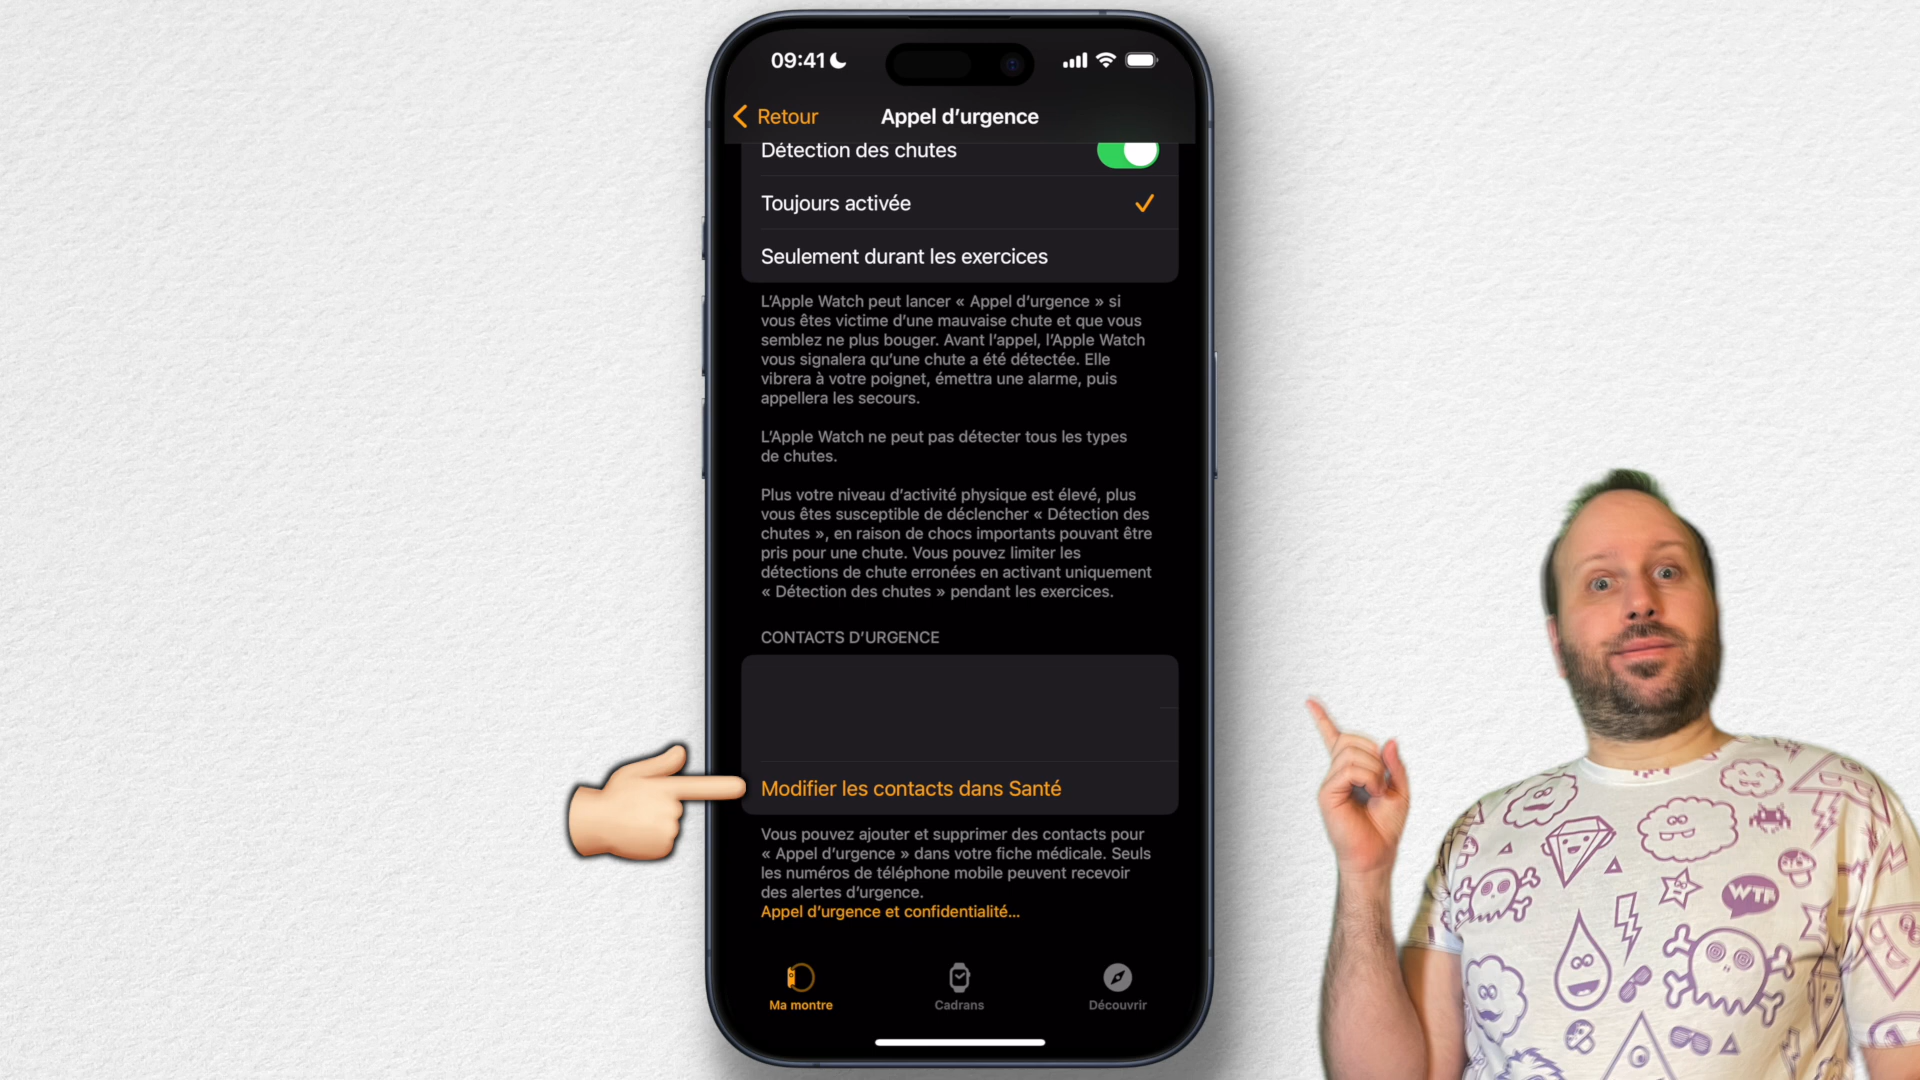 09:41
Retour
Appel d’urgence
Détection des chutes
Toujours activée
Seulement durant les exercices
L’Apple Watch peut lancer « Appel d’urgence » si
vous êtes victime d’une mauvaise chute et que vous
semblez ne plus bouger. Avant l’appel, l’Apple Watch
vous signalera qu’une chute a été détectée. Elle
vibrera à votre poignet, émettra une alarme, puis
appellera les secours.
L’Apple Watch ne peut pas détecter tous les types
de chutes.
Plus votre niveau d’activité physique est élevé, plus
vous êtes susceptible de déclencher « Détection des
chutes », en raison de chocs importants pouvant être
pris pour une chute. Vous pouvez limiter les
détections de chute erronées en activant uniquement
« Détection des chutes » pendant les exercices.
CONTACTS D’URGENCE
Modifier les contacts dans Santé
Vous pouvez ajouter et supprimer des contacts pour
« Appel d’urgence » dans votre fiche médicale. Seuls
les numéros de téléphone mobile peuvent recevoir
des alertes d’urgence.
Appel d’urgence et confidentialité...
Ma montre
Cadrans
Découvrir
WTF